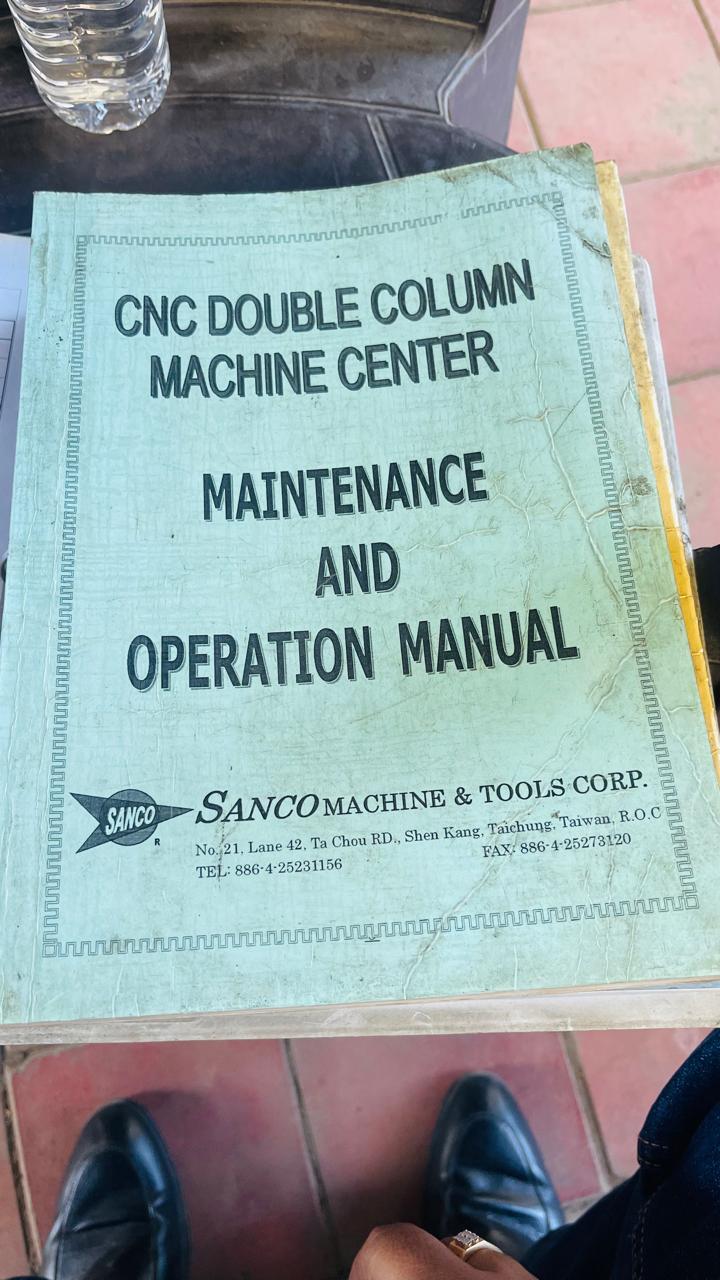 CNC DOUBLE COLUMN
MACHINE CENTER
MAINTENANCE
AND
OPERATION MANUAL
SANCO
R
SANCO MACHINE & TOOLS CORP.
No. 21, Lane 42, Ta Chou RD., Shen Kang, Taichung, Taiwan, R.O.C
TEL: 886-4-25231156 FAX: 886-4-25273120